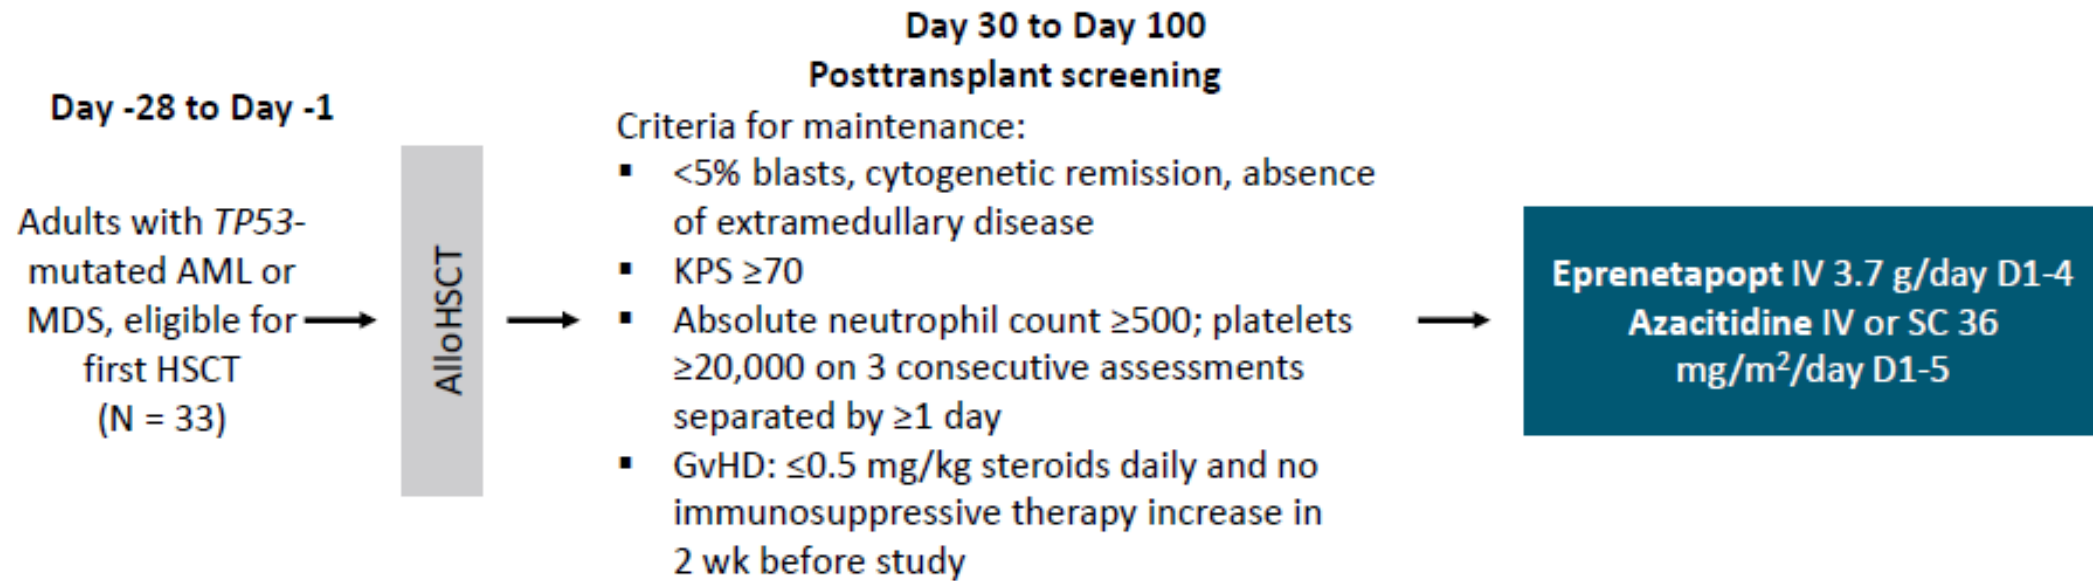 Day -28 to Day -1
Adults with TP53-
mutated AML or
MDS, eligible for
first HSCT
(N = 33)
AlloHSCT
Day 30 to Day 100
Posttransplant screening
Criteria for maintenance:
▪ <5% blasts, cytogenetic remission, absence
of extramedullary disease
▪ KPS ≥70
▪ Absolute neutrophil count ≥500; platelets
≥20,000 on 3 consecutive assessments
separated by ≥1 day
▪ GvHD: ≤0.5 mg/kg steroids daily and no
immunosuppressive therapy increase in
2 wk before study
Eprenetapopt IV 3.7 g/day D1-4
Azacitidine IV or SC 36
mg/m²/day D1-5